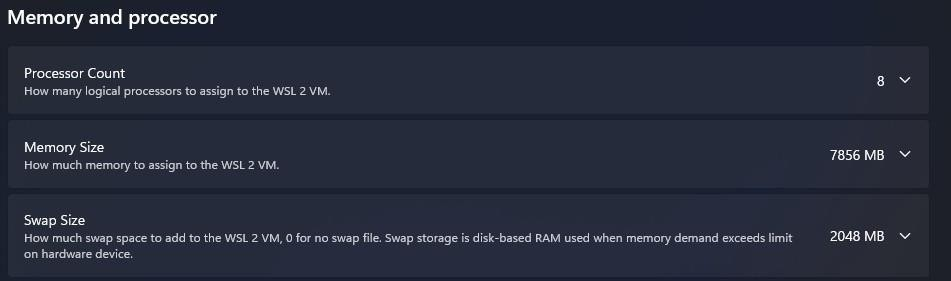 Memory and processor
Processor Count
How many logical processors to assign to the WSL 2 VM.
8
Memory Size
How much memory to assign to the WSL 2 VM.
7856 MB
Swap Size
How much swap space to add to the WSL 2 VM, 0 for no swap file. Swap storage is disk-based RAM used when memory demand exceeds limit
on hardware device.
2048 MB